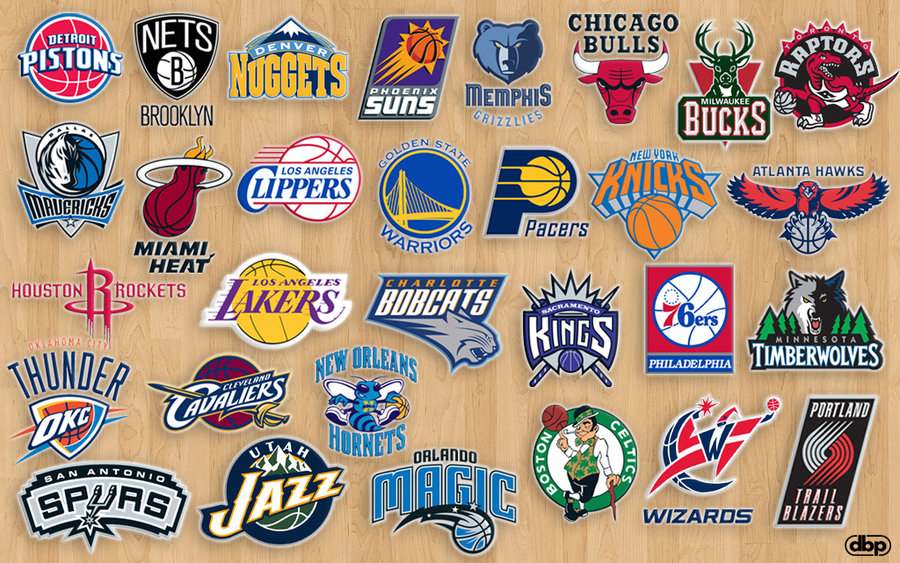 DETROIT
PISTONS
NETS
B
BROOKLYN
DENVER
NUGGETS
PHOENIX
SUNS
MEMPHIS
GRIZZLIES
CHICAGO
BULLS
MILWAUKEE
BUCKS
TORONTO
RAPTORS
DALLAS
MAVERICKS
MIAMI
HEAT
LOS ANGELES
CLIPPERS
GOLDEN STATE
WARRIORS
Pacers
NEW YORK
KNICKS
ATLANTA HAWKS
HOUSTON R ROCKETS
LOS ANGELES
LAKERS
CHARLOTTE
BOBCATS
SACRAMENTO
KINGS
76ers
PHILADELPHIA
MINNESOTA
TIMBERWOLVES
OKLAHOMA CITY
THUNDER
OKC
CLEVELAND
CAVALIERS
NEW ORLEANS
HORNETS
BOSTON
CELTICS
W
WIZARDS
PORTLAND
TRAIL
BLAZERS
SAN ANTONIO
SPURS
UTAH
JAZZ
ORLANDO
MAGIC
dbp